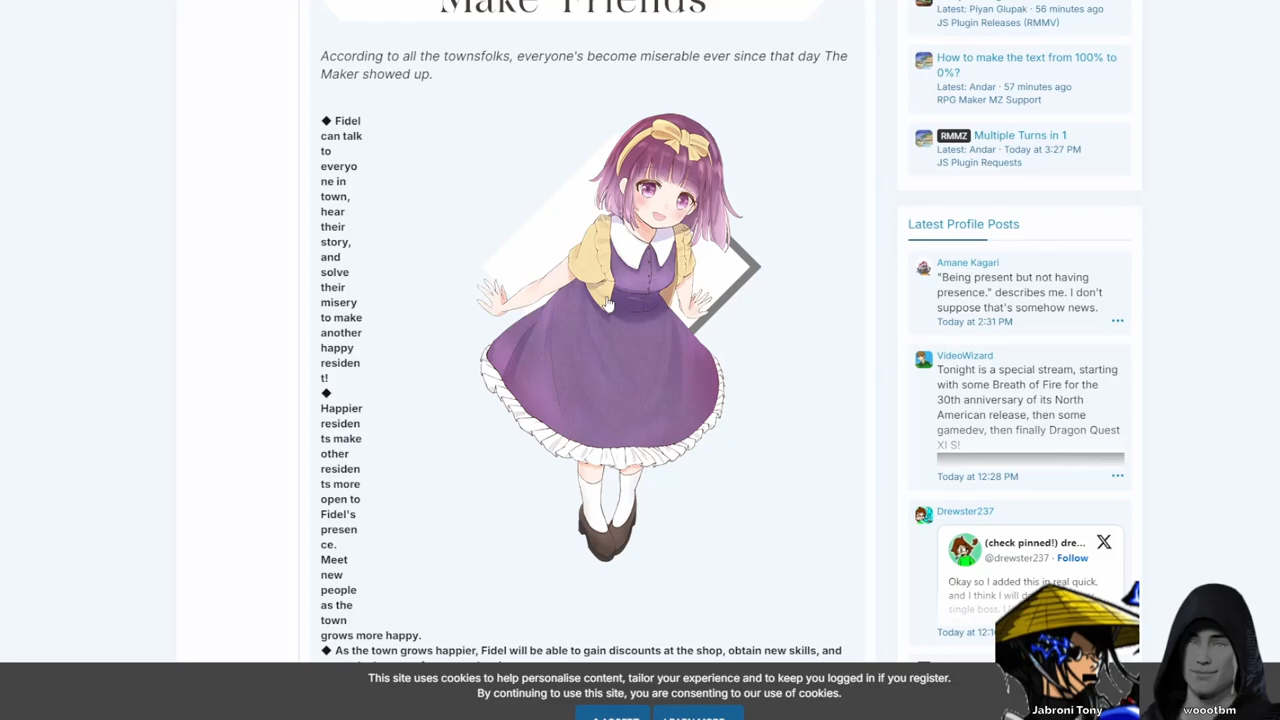 Make Friends
According to all the townsfolks, everyone's become miserable ever since that day The
Maker showed up.
◆ Fidel
can talk
to
everyo
ne in
town,
hear
their
story,
and
solve
their
misery
to make
another
happy
residen
t!
◆
Happier
residen
ts make
other
residen
ts more
open to
Fidel's
presen
ce.
Meet
new
people
as the
town
grows more happy.
◆ As the town grows happier, Fidel will be able to gain discounts at the shop, obtain new skills, and
Latest: Piyan Glupak · 56 minutes ago
JS Plugin Releases (RMMV)
How to make the text from 100% to
0%?
Latest: Andar · 57 minutes ago
RPG Maker MZ Support
RMMZ Multiple Turns in 1
Latest: Andar · Today at 3:27 PM
JS Plugin Requests
Latest Profile Posts
Amane Kagari
"Being present but not having
presence." describes me. I don't
suppose that's somehow news.
Today at 2:31 PM
VideoWizard
Tonight is a special stream, starting
with some Breath of Fire for the
30th anniversary of its North
American release, then some
gamedev, then finally Dragon Quest
XI S!
Today at 12:28 PM
Drewster237
(check pinned!) dre...
@drewster237 · Follow
Okay so I added this in real quick,
and I think I will
single boss.
Today at
This site uses cookies to help personalise content, tailor your experience and to keep you logged in if you register.
By continuing to use this site, you are consenting to our use of cookies.
Jabroni Tony
woootbm